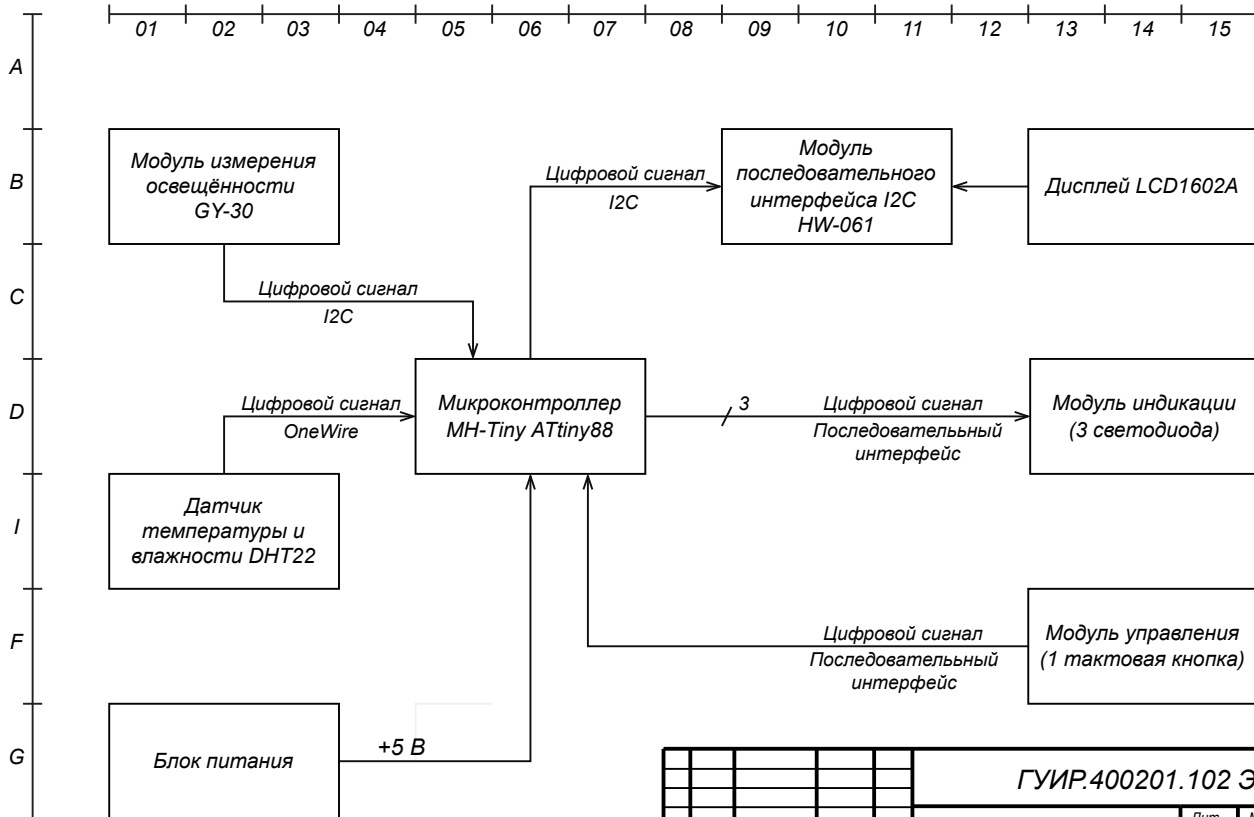 01 02 03 04 05 06 07 08 09 10 11 12 13 14 15
A
B
C
D
I
F
G
Модуль измерения
освещённости
GY-30
Цифровой сигнал
I2C
Модуль
последовательного
интерфейса I2C
HW-061
Дисплей LCD1602A
Цифровой сигнал
I2C
Цифровой сигнал
OneWire
Микроконтроллер
MH-Tiny ATtiny88
3
Цифровой сигнал
Последователььный
интерфейс
Модуль индикации
(3 светодиода)
Датчик
температуры и
влажности DHT22
Цифровой сигнал
Последователььный
интерфейс
Модуль управления
(1 тактовая кнопка)
Блок питания
+5 В
ГУИР.400201.102 Э
Лит